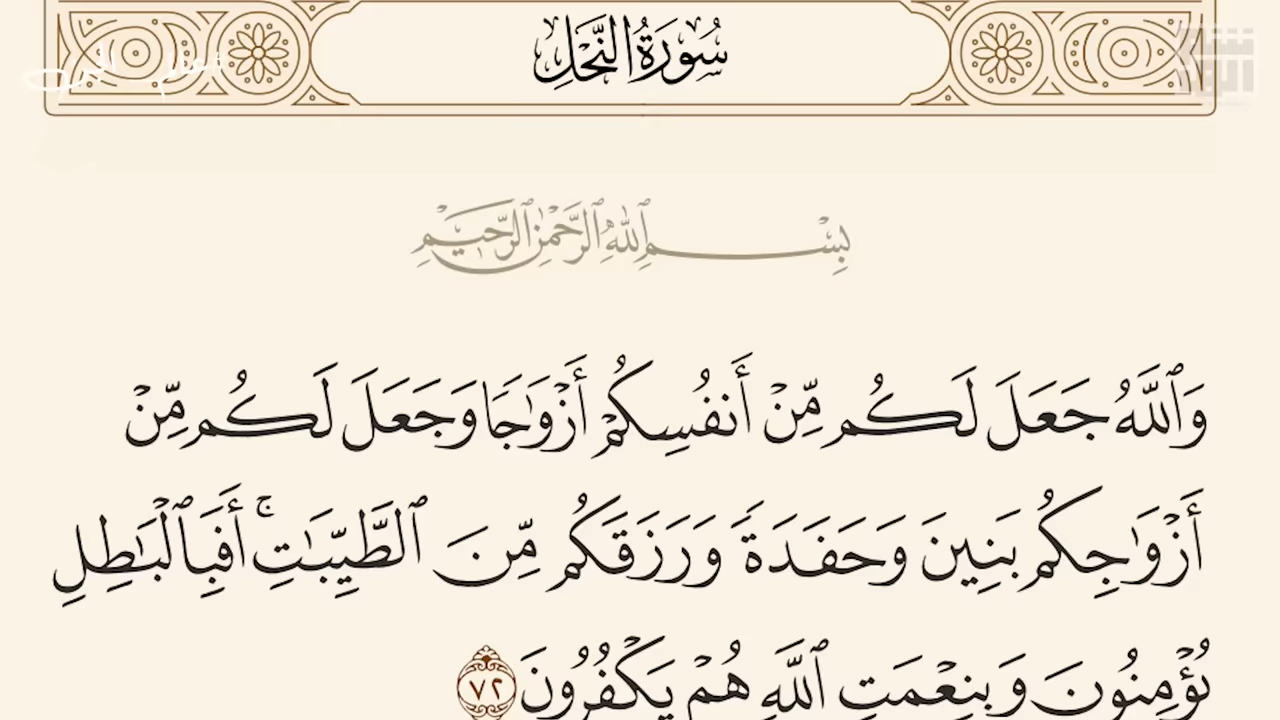 سُورَةُ النَّحْلِ
بِسْمِ ٱللَّهِ ٱلرَّحْمَٰنِ ٱلرَّحِيمِ
وَٱللَّهُ جَعَلَ لَكُم مِّنْ أَنفُسِكُمْ أَزْوَٰجًا وَجَعَلَ لَكُم مِّنْ
أَزْوَٰجِكُم بَنِينَ وَحَفَدَةً وَرَزَقَكُم مِّنَ ٱلطَّيِّبَٰتِ ۚ أَفَبِٱلْبَٰطِلِ
يُؤْمِنُونَ وَبِنِعْمَتِ ٱللَّهِ هُمْ يَكْفُرُونَ ٧٢